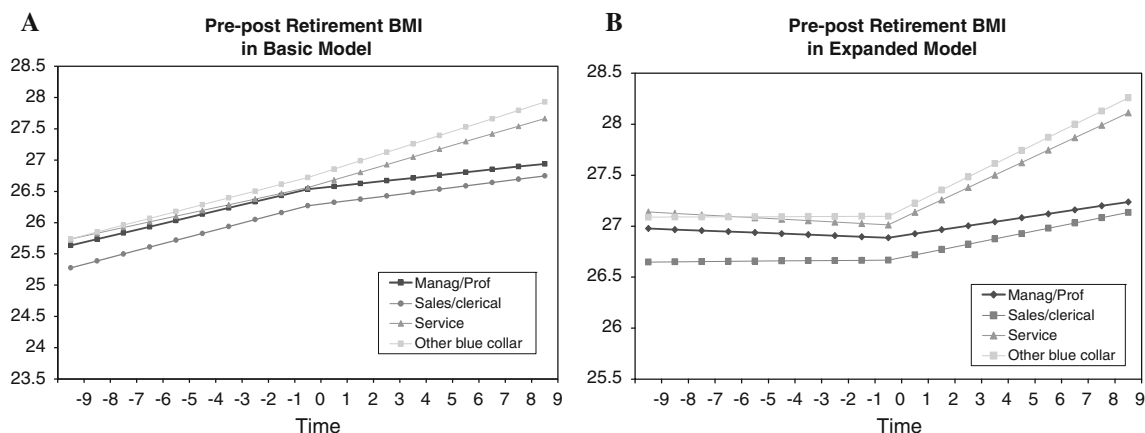 A
Pre-post Retirement BMI
in Basic Model
28.5
28
27.5
27
26.5
26
25.5
25
24.5
24
23.5
Manag/Prof
Sales/clerical
Service
Other blue collar
-9 -8 -7 -6 -5 -4 -3 -2 -1 0 1 2 3 4 5 6 7 8 9
Time
B
Pre-post Retirement BMI
in Expanded Model
28.5
28
27.5
27
26.5
26
25.5
Manag/Prof
Sales/clerical
Service
Other blue collar
-9 -8 -7 -6 -5 -4 -3 -2 -1 0 1 2 3 4 5 6 7 8 9
Time